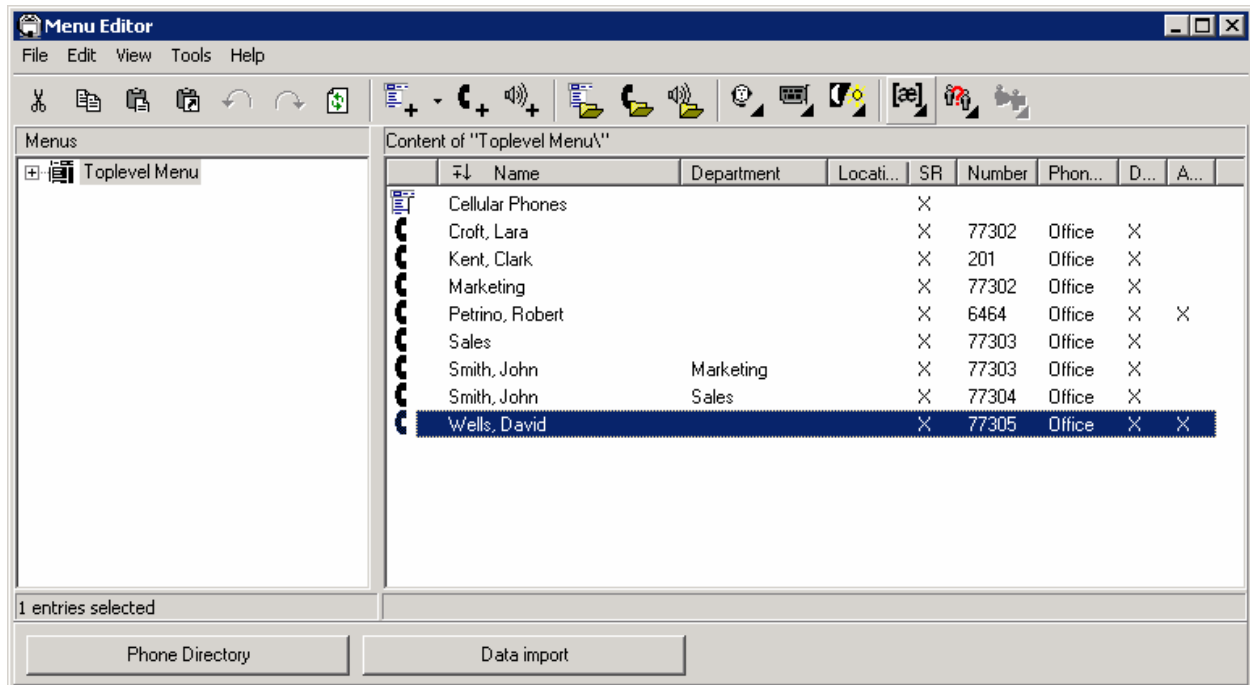 Menu Editor
File Edit View Tools Help
[æ] ??
Menus
Content of "Toplevel Menu\"
Toplevel Menu
Name Department Locati... SR Number Phon... D... A...
Cellular Phones X
Croft, Lara X 77302 Office X
Kent, Clark X 201 Office X
Marketing X 77302 Office X
Petrino, Robert X 6464 Office X X
Sales X 77303 Office X
Smith, John Marketing X 77303 Office X
Smith, John Sales X 77304 Office X
Wells, David X 77305 Office X X
1 entries selected
Phone Directory Data import